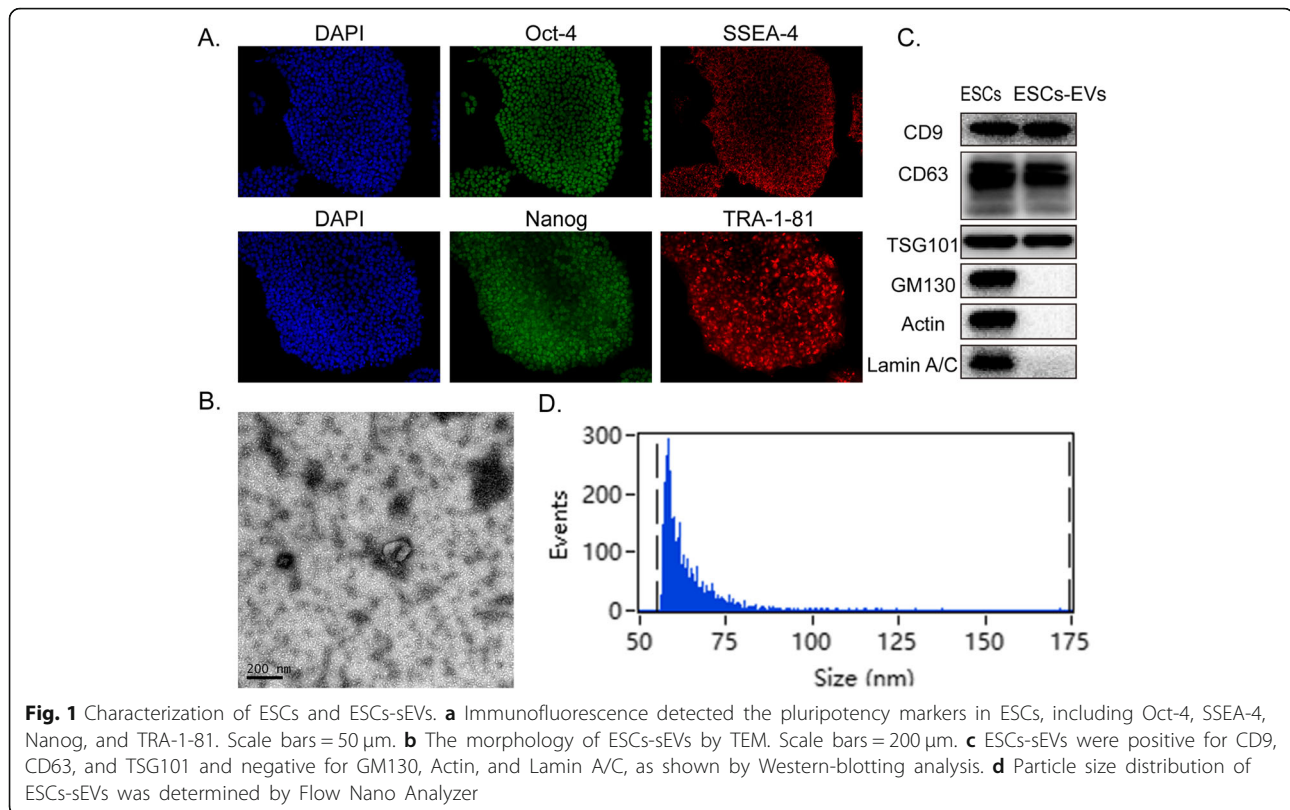 A.
DAPI Oct-4 SSEA-4
DAPI Nanog TRA-1-81
C.
ESCs ESCs-EVs
CD9
CD63
TSG101
GM130
Actin
Lamin A/C
B.
200 nm
D.
300
200
100
0
Events
50 75 100 125 150 175
Size (nm)
Fig. 1 Characterization of ESCs and ESCs-sEVs. a Immunofluorescence detected the pluripotency markers in ESCs, including Oct-4, SSEA-4,
Nanog, and TRA-1-81. Scale bars = 50 μm. b The morphology of ESCs-sEVs by TEM. Scale bars = 200 μm. c ESCs-sEVs were positive for CD9,
CD63, and TSG101 and negative for GM130, Actin, and Lamin A/C, as shown by Western-blotting analysis. d Particle size distribution of
ESCs-sEVs was determined by Flow Nano Analyzer